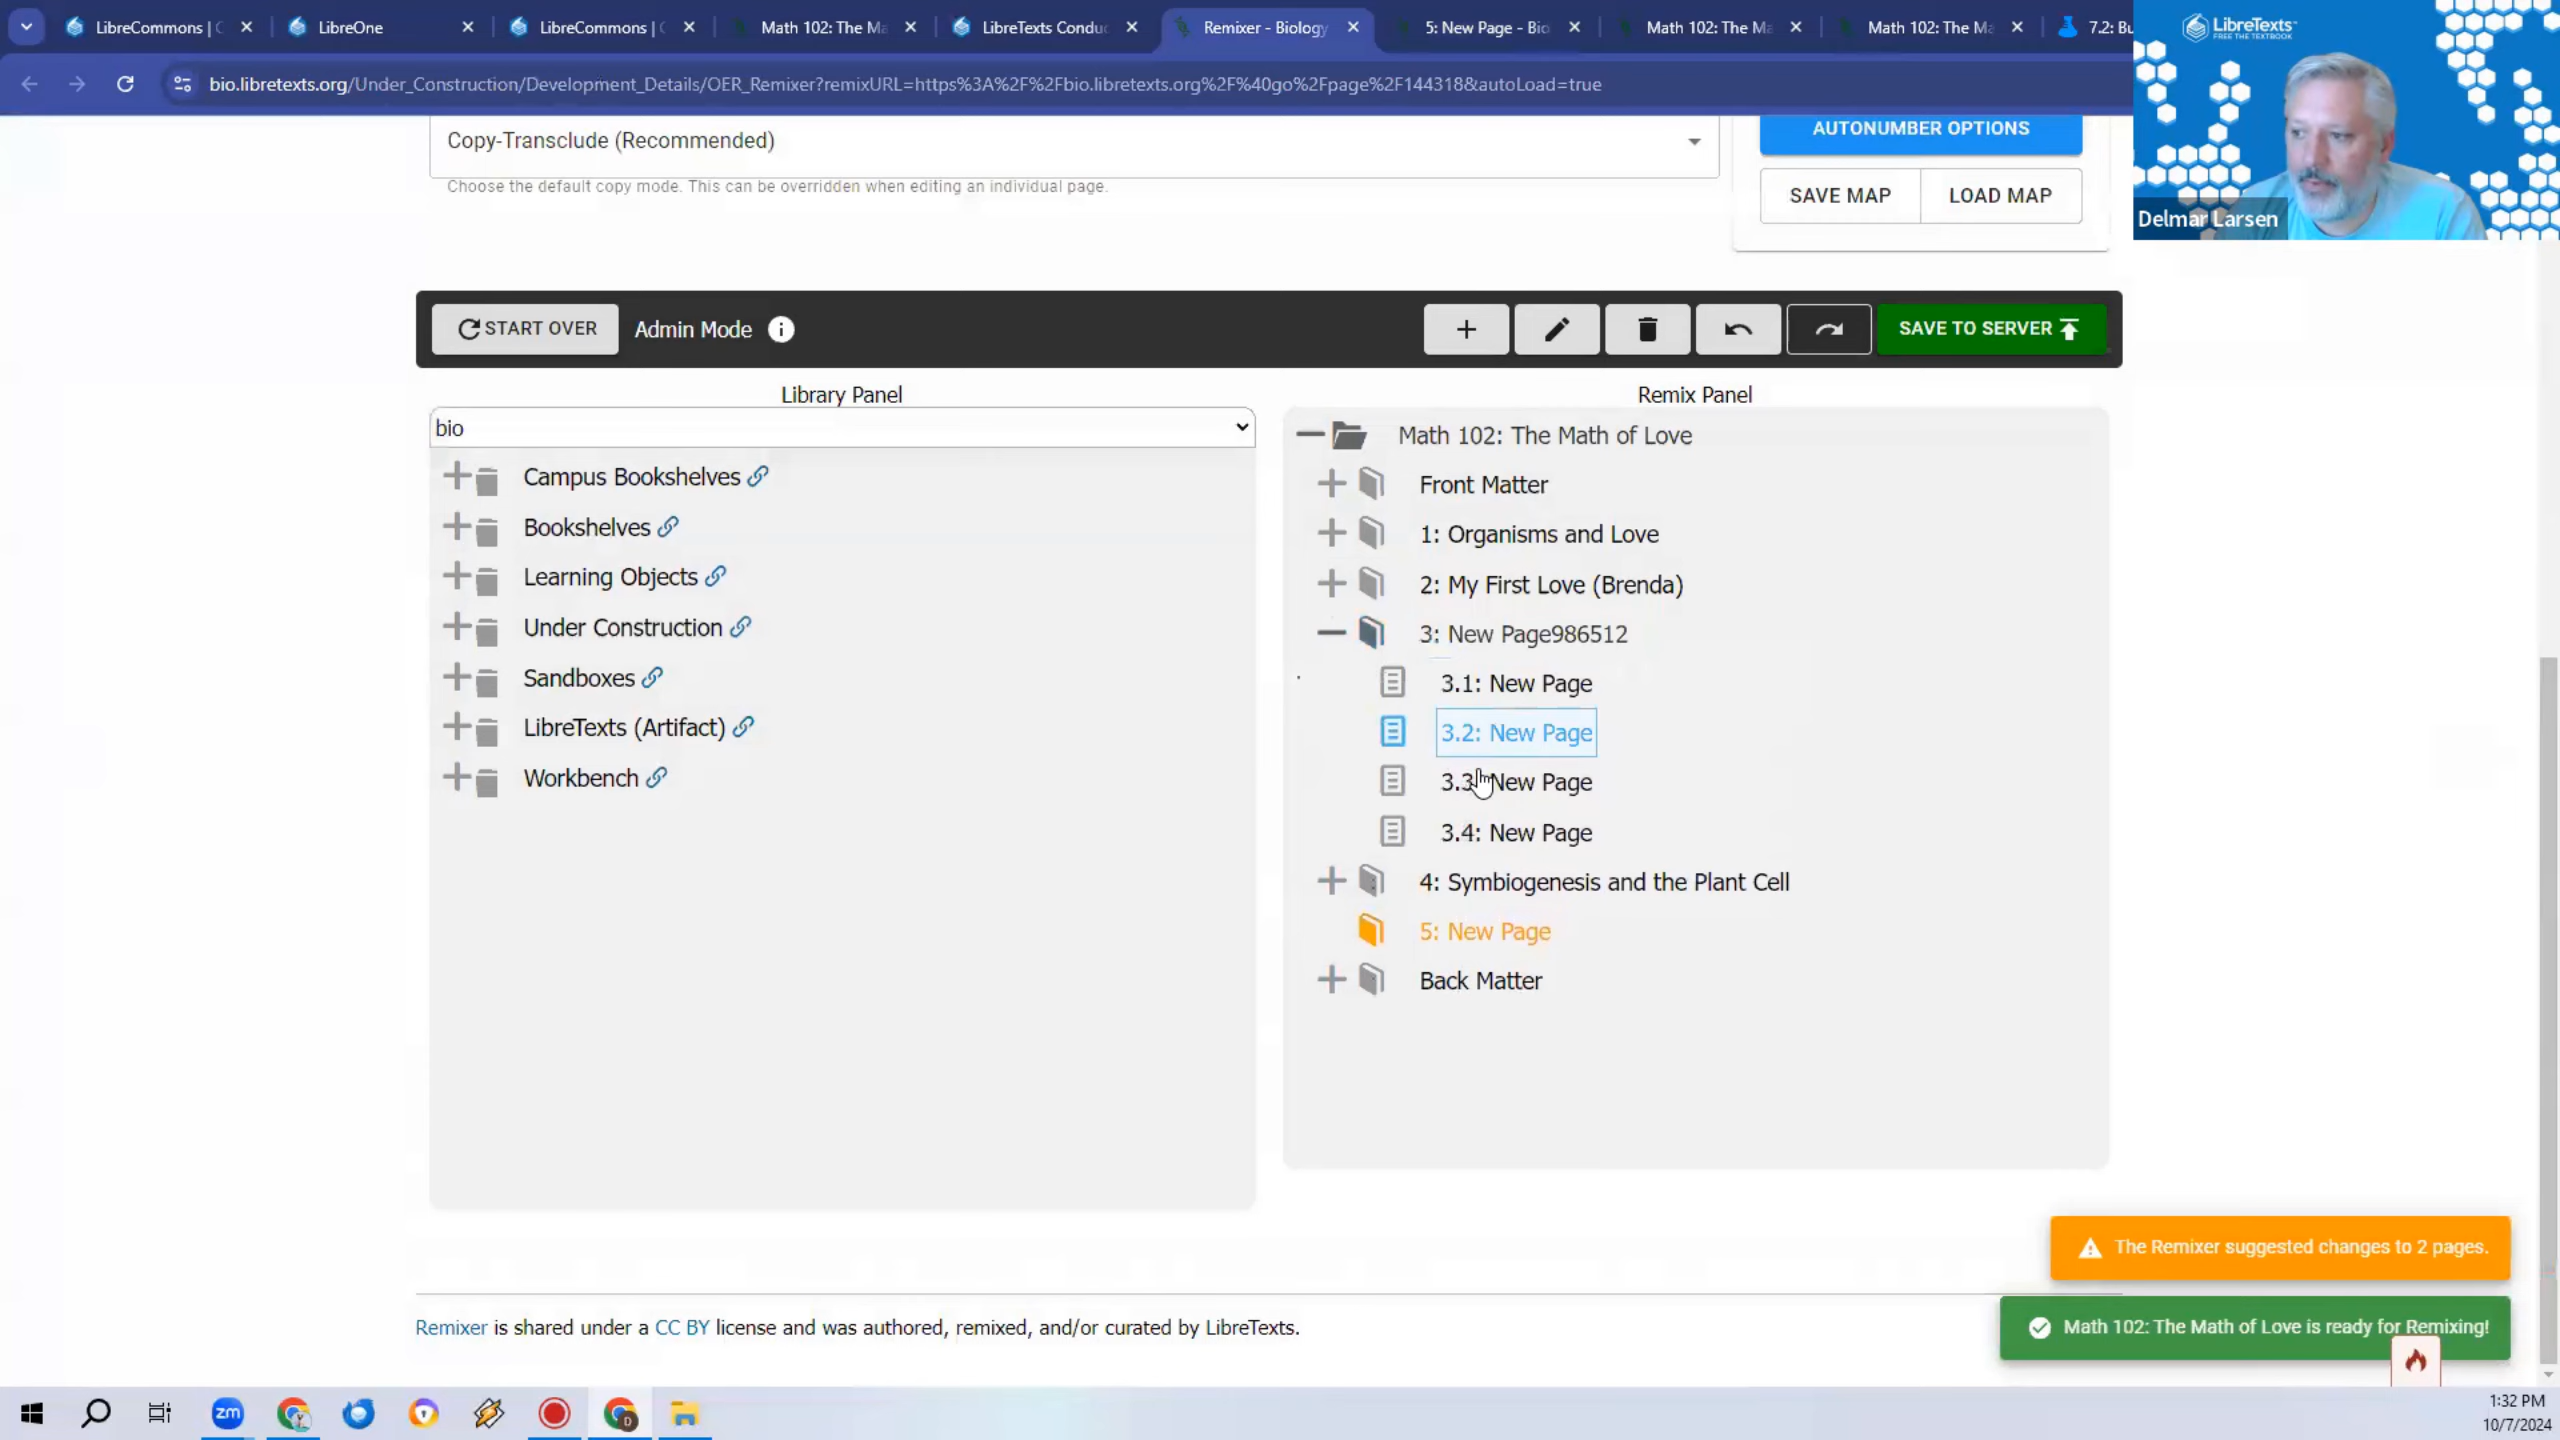 LibreCommons | C
LibreOne
LibreCommons | C
Math 102: The Ma
LibreTexts Conduc
Remixer - Biology
5: New Page - Bio
Math 102: The Ma
Math 102: The Ma
7.2: Bu
LibreTexts
FREE THE TEXTBOOK
bio.libretexts.org/Under_Construction/Development_Details/OER_Remixer?remixURL=https%3A%2F%2Fbio.libretexts.org%2F%40go%2Fpage%2F144318&autoLoad=true
Delmar Larsen
Copy-Transclude (Recommended)
Choose the default copy mode. This can be overridden when editing an individual page.
AUTONUMBER OPTIONS
SAVE MAP
LOAD MAP
START OVER
Admin Mode
SAVE TO SERVER
Library Panel
bio
Campus Bookshelves
Bookshelves
Learning Objects
Under Construction
Sandboxes
LibreTexts (Artifact)
Workbench
Remix Panel
Math 102: The Math of Love
Front Matter
1: Organisms and Love
2: My First Love (Brenda)
3: New Page986512
3.1: New Page
3.2: New Page
3.3: New Page
3.4: New Page
4: Symbiogenesis and the Plant Cell
5: New Page
Back Matter
The Remixer suggested changes to 2 pages.
Math 102: The Math of Love is ready for Remixing!
Remixer is shared under a CC BY license and was authored, remixed, and/or curated by LibreTexts.
zm
D
1:32 PM
10/7/2024